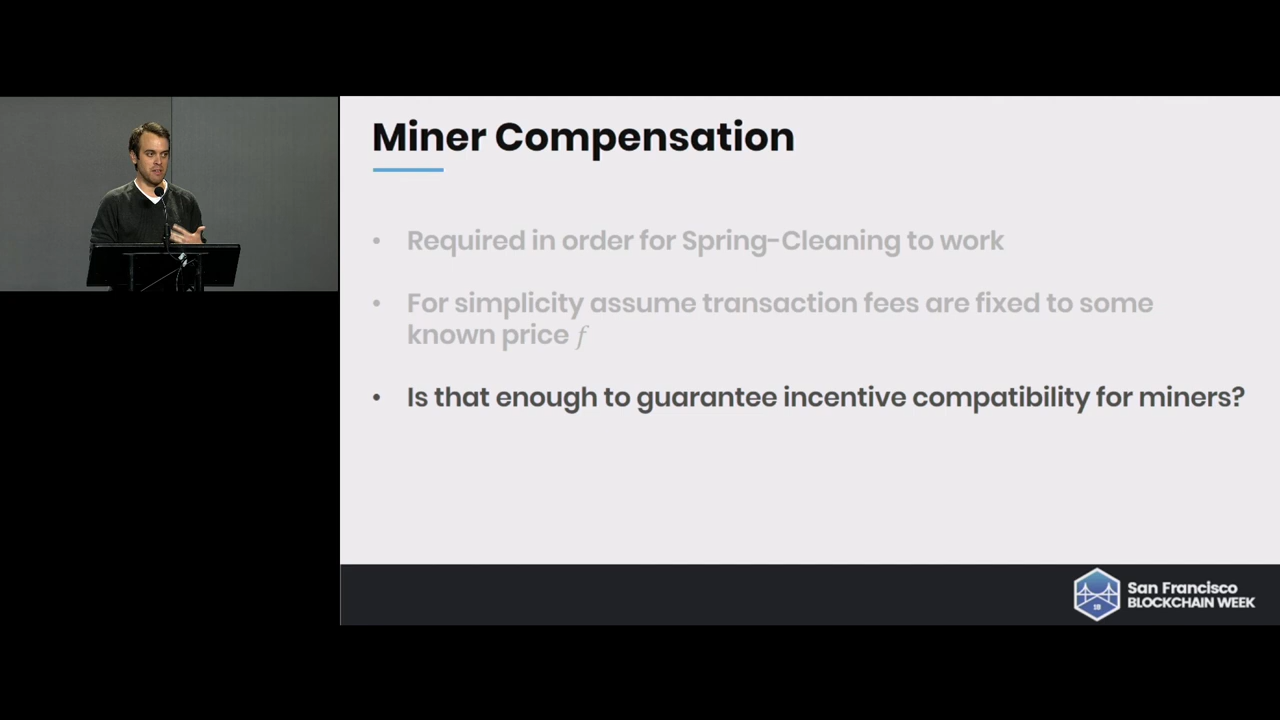 Miner Compensation
• Required in order for Spring-Cleaning to work
• For simplicity assume transaction fees are fixed to some
known price f
• Is that enough to guarantee incentive compatibility for miners?
San Francisco
BLOCKCHAIN WEEK